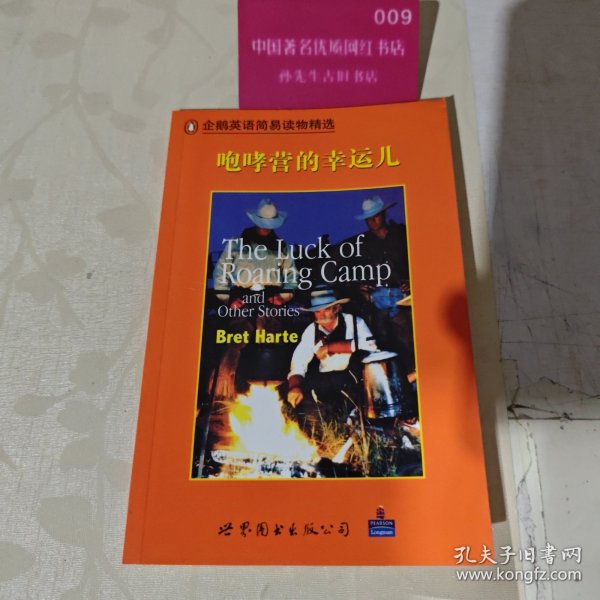 009
中国著名优质网红书店
孙先生古旧书店
企鹅英语简易读物精选
咆哮营的幸运儿
The Luck of
Roaring Camp
and
Other Stories
Bret Harte
世界图书出版公司
PEARSON
Longman
孔夫子旧书网
www.kongfz.com